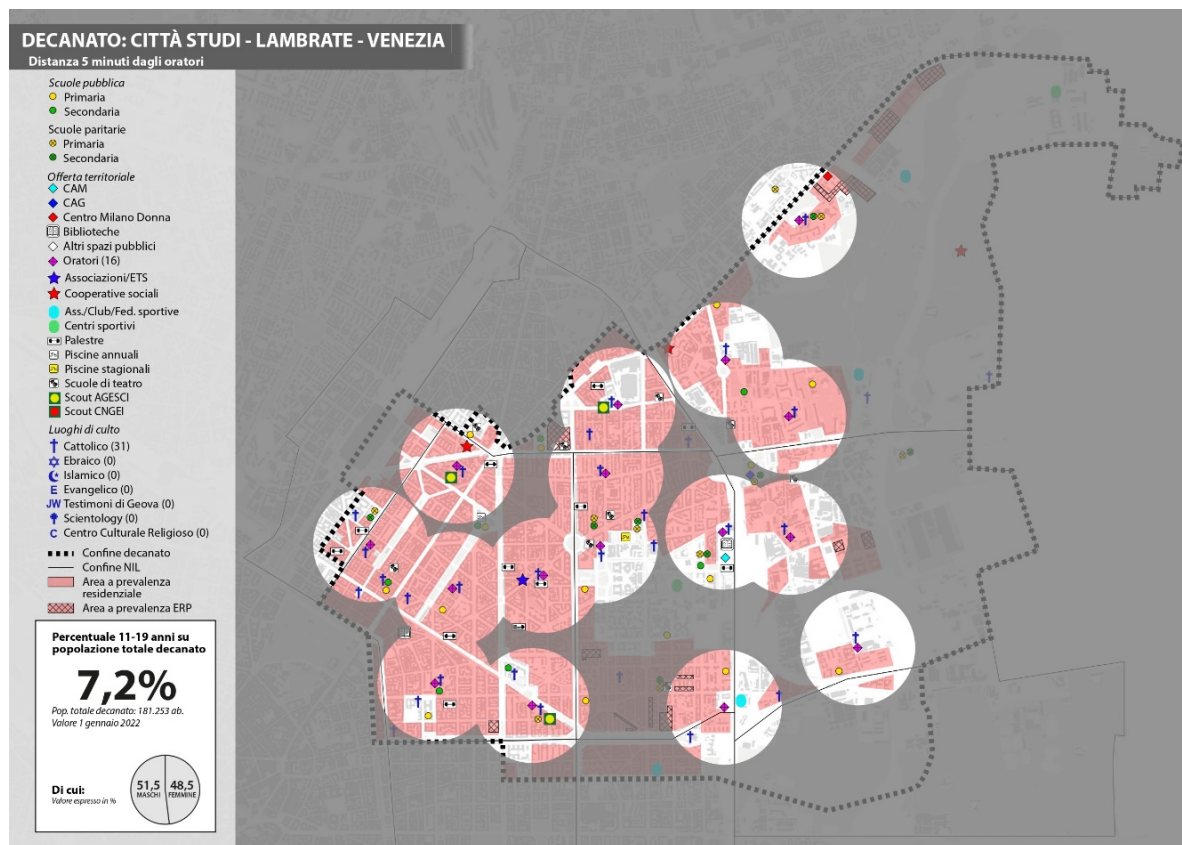 DECANATO: CITTÀ STUDI - LAMBRATE - VENEZIA
Distanza 5 minuti dagli oratori
Scuole pubblica
Primaria
Secondaria
Scuole paritarie
Primaria
Secondaria
Offerta territoriale
CAM
CAG
Centro Milano Donna
Biblioteche
Altri spazi pubblici
Oratori (16)
Associazioni/ETS
Cooperative sociali
Ass./Club/Fed. sportive
Centri sportivi
Palestre
Piscine annuali
Piscine stagionali
Scuole di teatro
Scout AGESCI
Scout CNGEI
Luoghi di culto
Cattolico (31)
Ebraico (0)
Islamico (0)
E Evangelico (0)
JW Testimoni di Geova (0)
Scientology (0)
C Centro Culturale Religioso (0)
Confine decanato
Confine NIL
Area a prevalenza
residenziale
Area a prevalenza ERP
Percentuale 11-19 anni su
popolazione totale decanato
7,2%
Pop. totale decanato: 181.253 ab.
Valore 1 gennaio 2022
Di cui:
Valore espresso in %
51,5 48,5
MASCHI FEMMINE